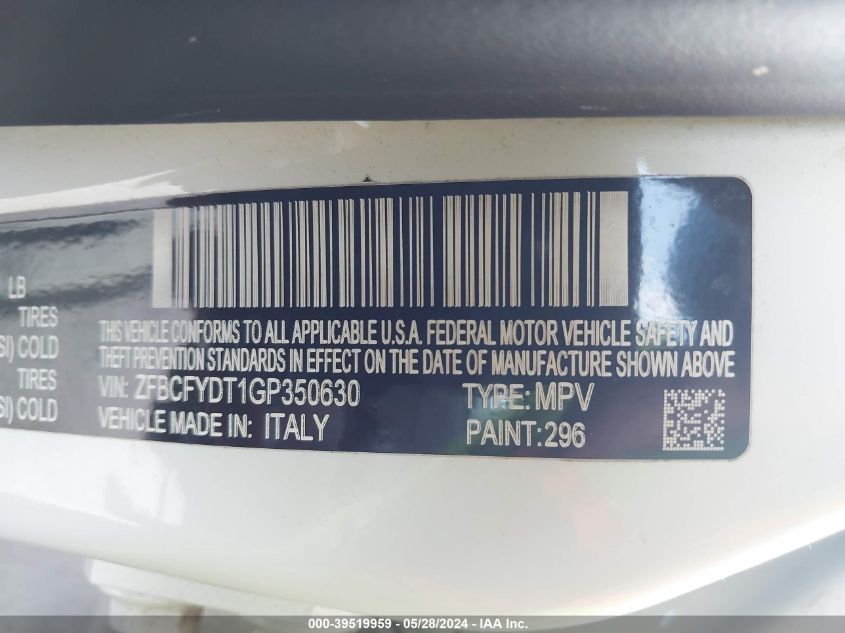 LB
TIRES
SI) COLD
TIRES
SI) COLD
THIS VEHICLE CONFORMS TO ALL APPLICABLE U.S.A. FEDERAL MOTOR VEHICLE SAFETY AND
THEFT PREVENTION STANDARDS IN EFFECT ON THE DATE OF MANUFACTURE SHOWN ABOVE
VIN: ZFBCFYDT1GP350630 TYPE: MPV
VEHICLE MADE IN: ITALY PAINT: 296
000-39519959 - 05/28/2024 - IAA Inc.